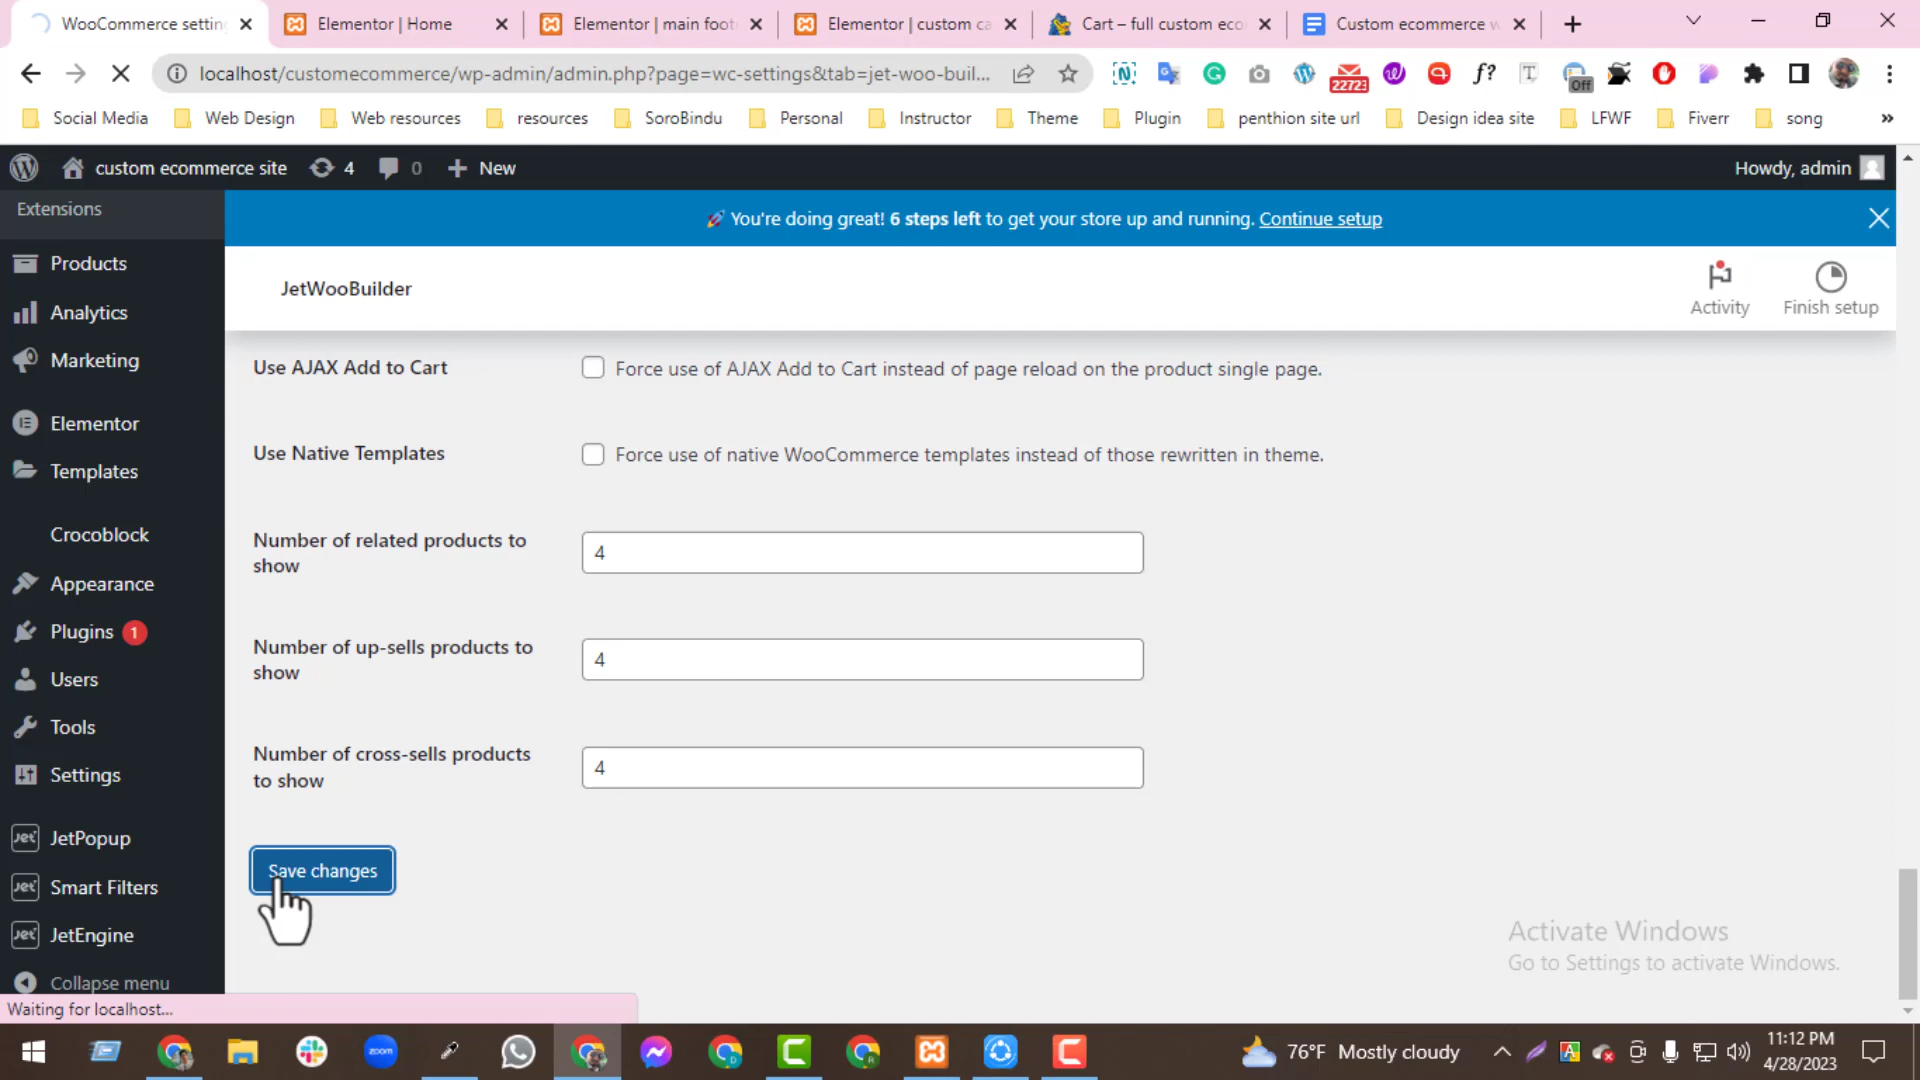 WooCommerce settin
Elementor | Home
Elementor | main foot
Elementor | custom ca
Cart – full custom eco
Custom ecommerce w
localhost/customecommerce/wp-admin/admin.php?page=wc-settings&tab=jet-woo-buil...
22723
f?
T
Off
Social Media
Web Design
Web resources
resources
SoroBindu
Personal
Instructor
Theme
Plugin
penthion site url
Design idea site
LFWF
Fiverr
song
»
custom ecommerce site
4
0
New
Howdy, admin
Extensions
🚀 You're doing great! 6 steps left to get your store up and running. Continue setup
Products
Analytics
Marketing
Elementor
Templates
Crocoblock
Appearance
Plugins 1
Users
Tools
Settings
JetPopup
Smart Filters
JetEngine
Collapse menu
JetWooBuilder
Activity
Finish setup
Use AJAX Add to Cart
Force use of AJAX Add to Cart instead of page reload on the product single page.
Use Native Templates
Force use of native WooCommerce templates instead of those rewritten in theme.
Number of related products to
show
4
Number of up-sells products to
show
4
Number of cross-sells products
to show
4
Save changes
Activate Windows
Go to Settings to activate Windows.
Waiting for localhost...
zoom
76°F Mostly cloudy
11:12 PM
4/28/2023